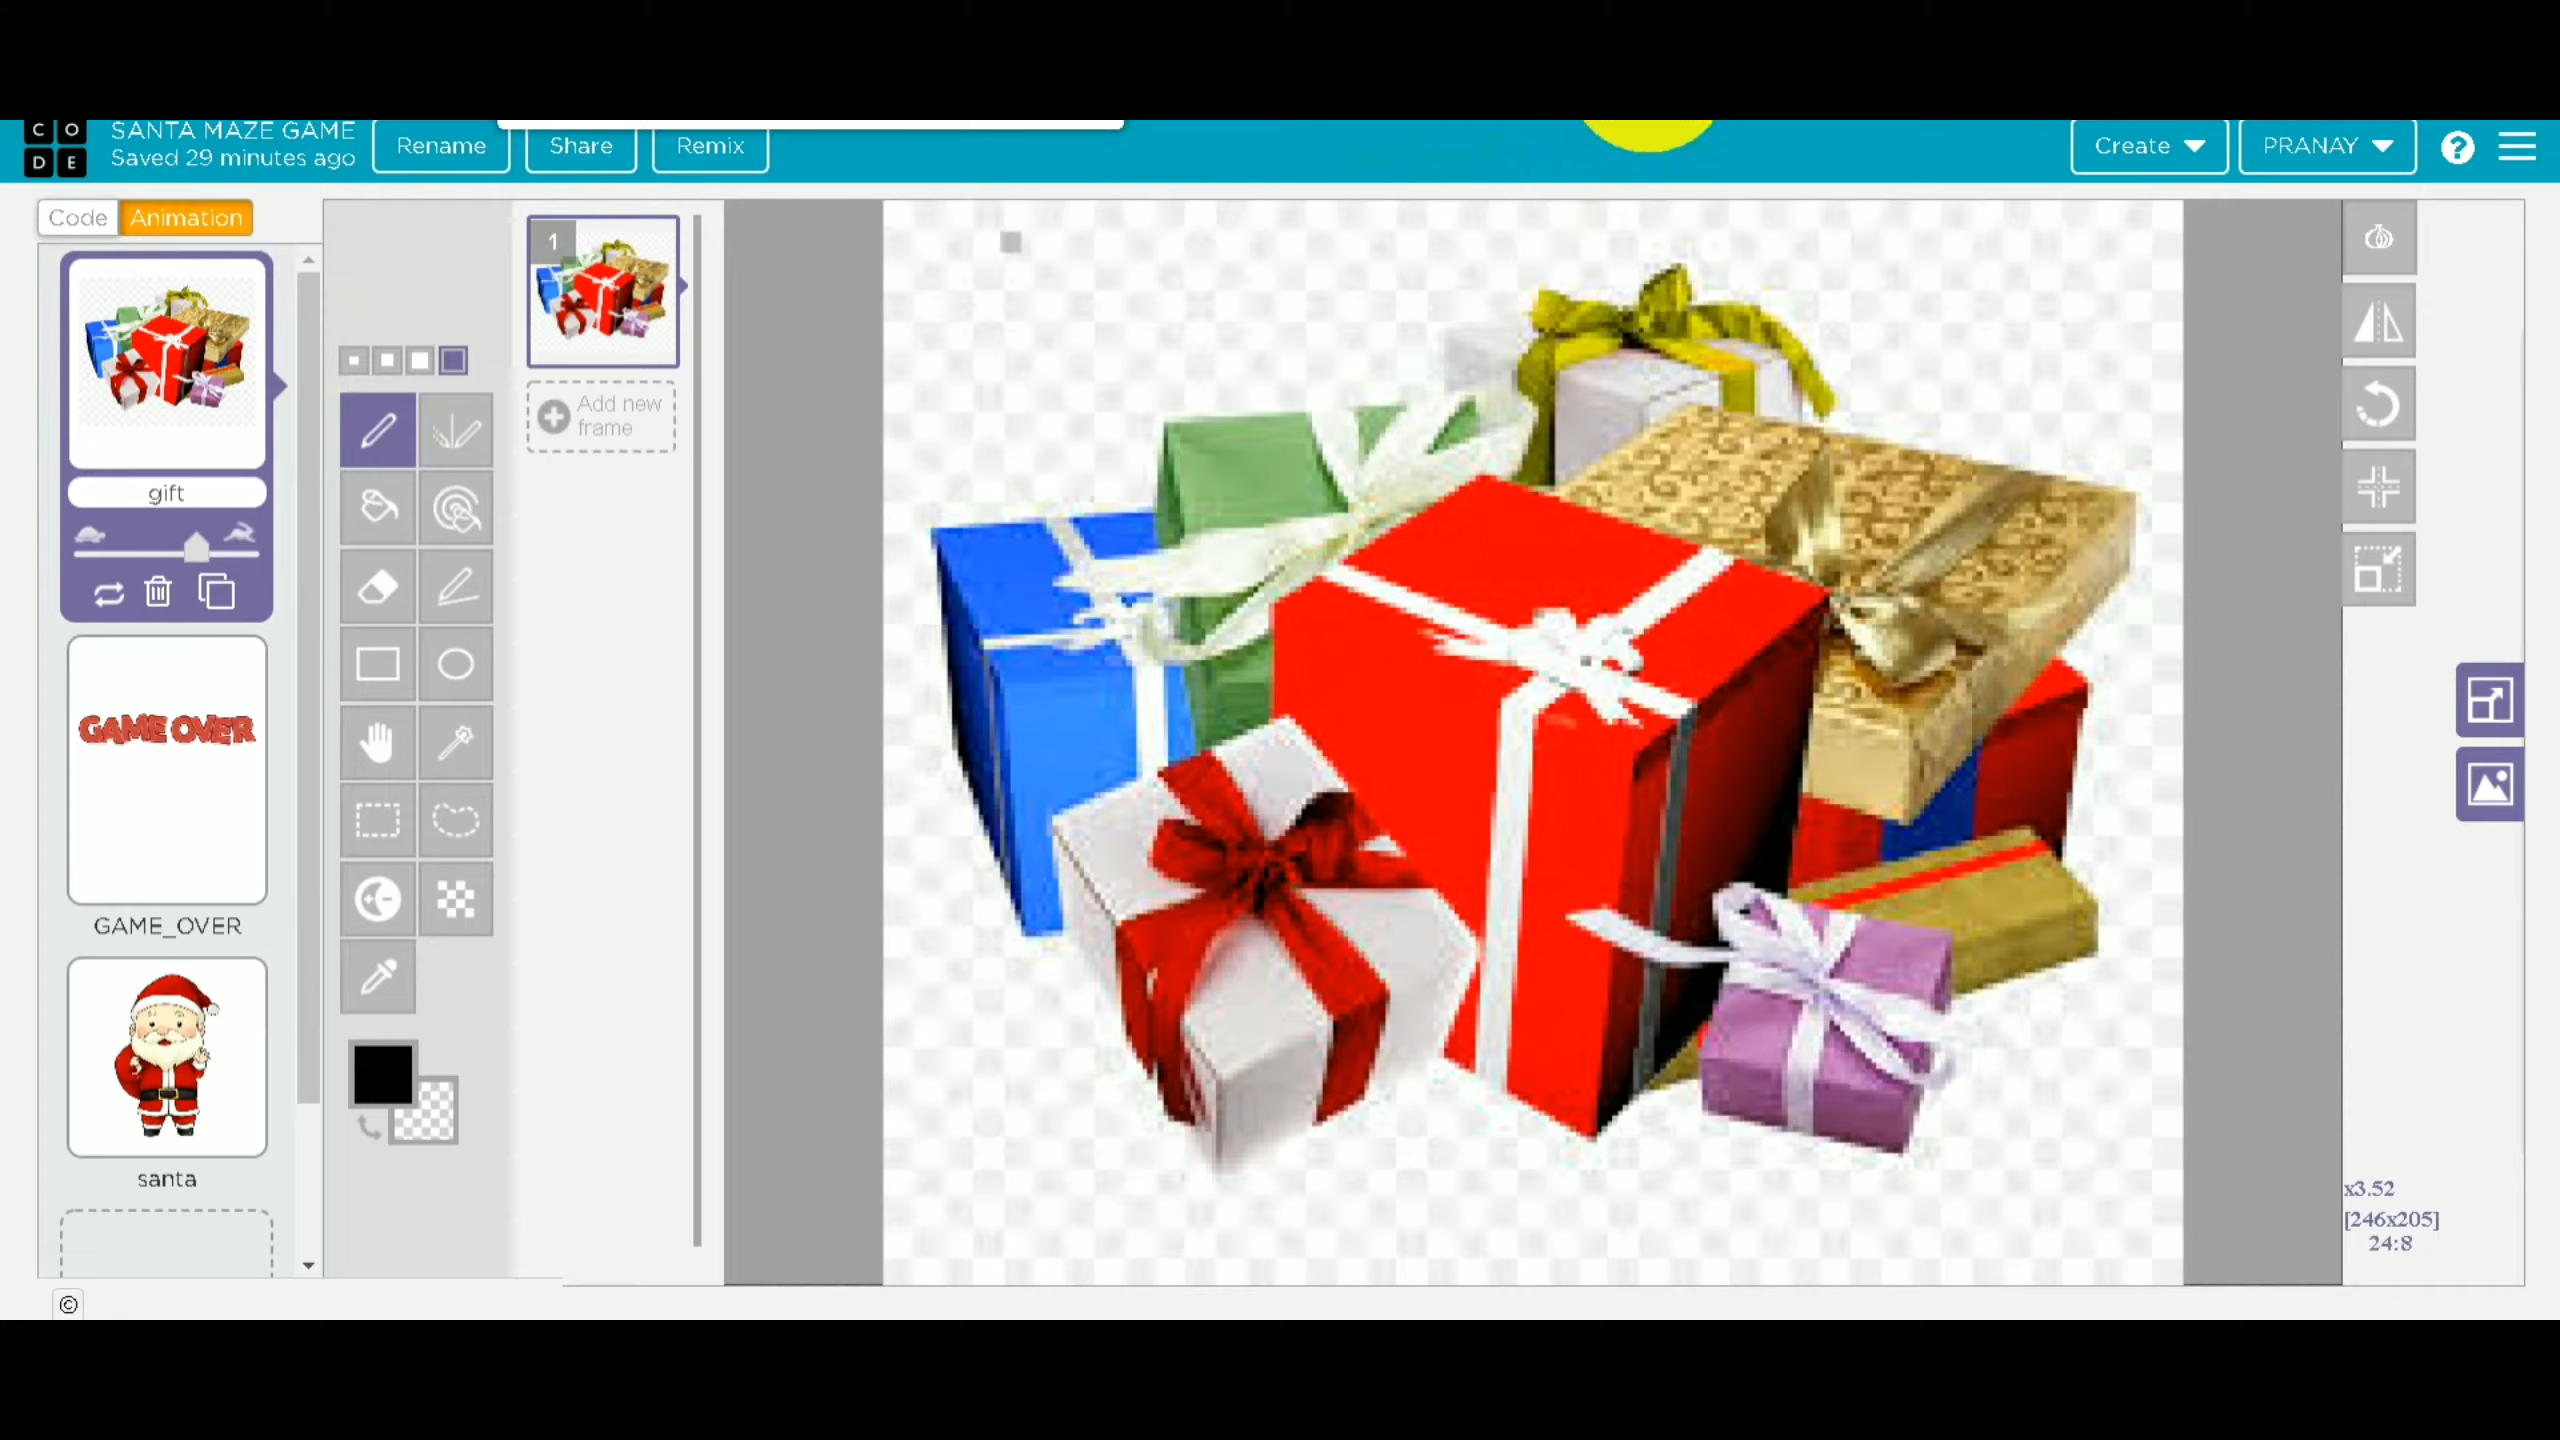 C O
D E
SANTA MAZE GAME
Saved 29 minutes ago
Rename
Share
Remix
Create
PRANAY
?
Code
Animation
1
Add new
frame
gift
GAME OVER
GAME_OVER
santa
x3.52
[246x205]
24:8
©